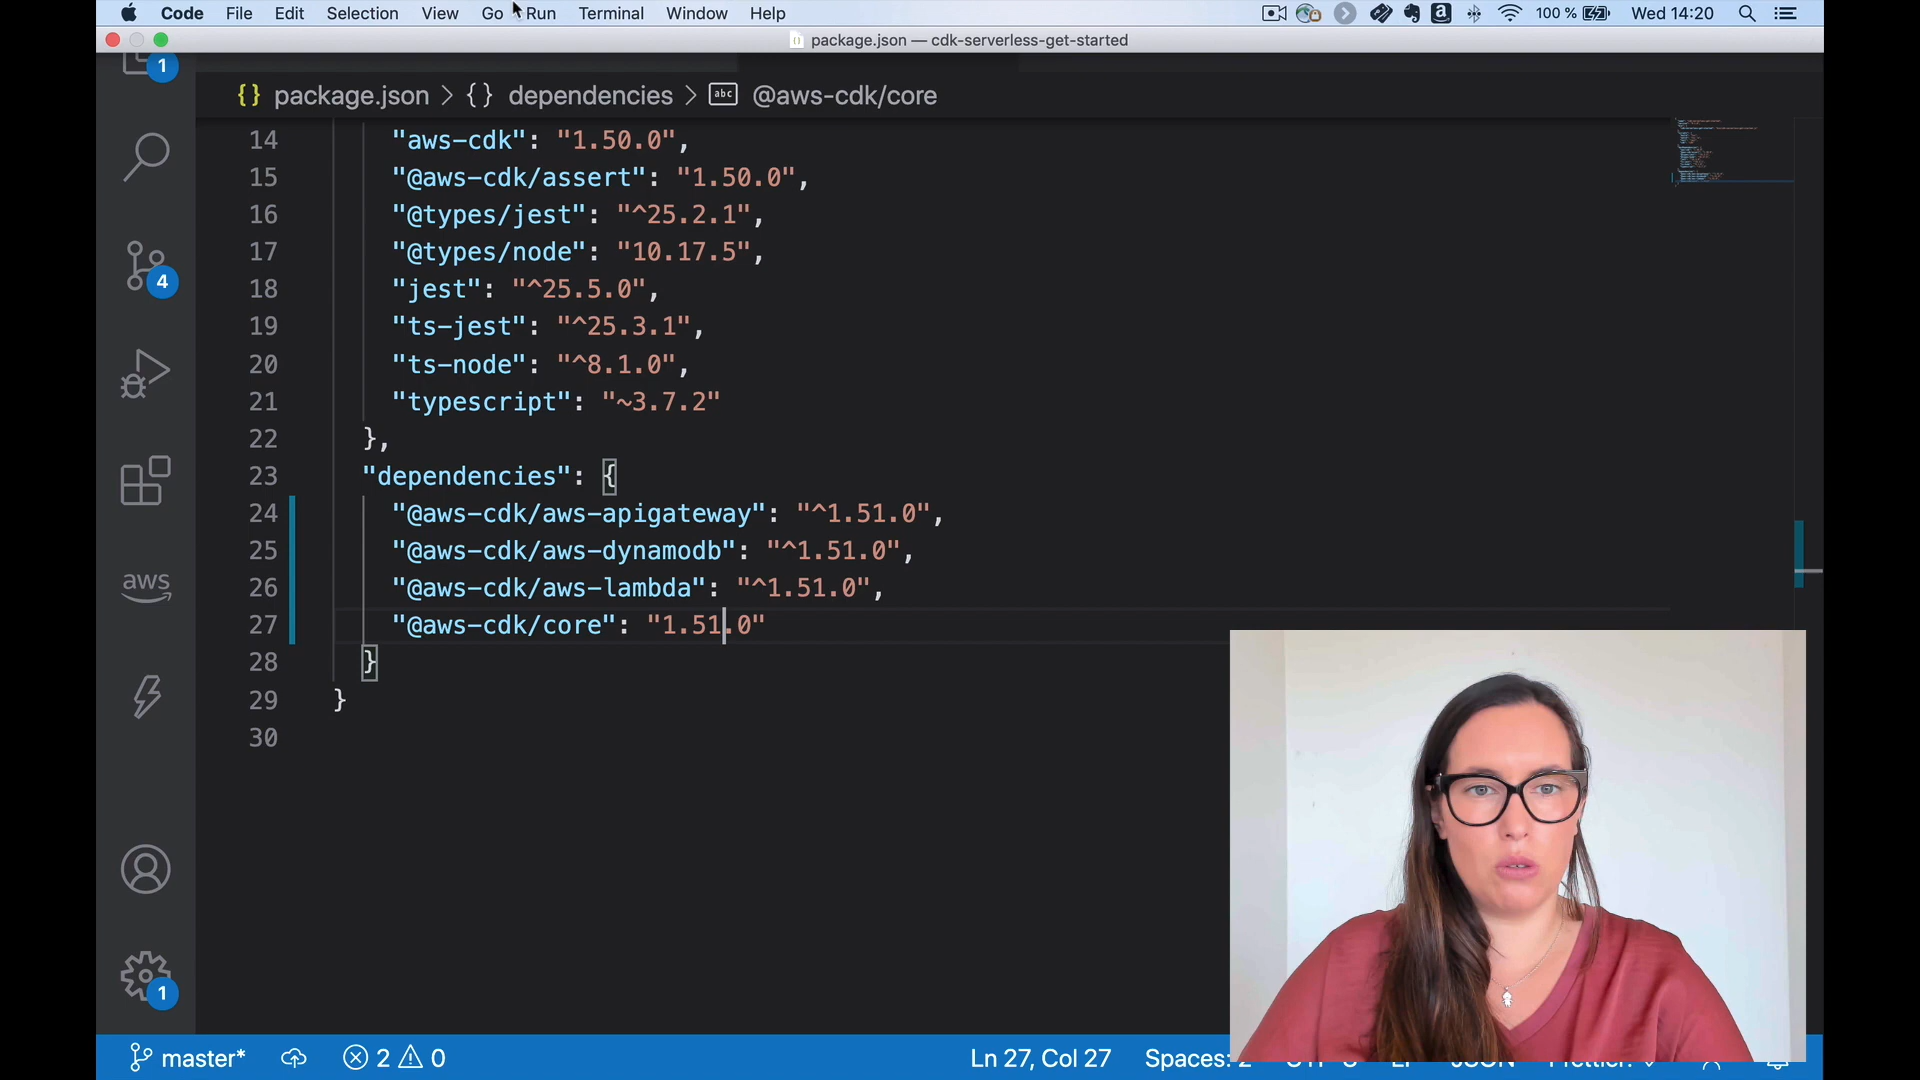 Code File Edit Selection View Go Run Terminal Window Help 100 % Wed 14:20
package.json — cdk-serverless-get-started
1
{} package.json > {} dependencies > abc @aws-cdk/core
14 "aws-cdk": "1.50.0",
15 "@aws-cdk/assert": "1.50.0",
16 "@types/jest": "^25.2.1",
17 "@types/node": "10.17.5",
4
18 "jest": "^25.5.0",
19 "ts-jest": "^25.3.1",
20 "ts-node": "^8.1.0",
21 "typescript": "~3.7.2"
22 },
23 "dependencies": {
24 "@aws-cdk/aws-apigateway": "^1.51.0",
25 "@aws-cdk/aws-dynamodb": "^1.51.0",
aws
26 "@aws-cdk/aws-lambda": "^1.51.0",
27 "@aws-cdk/core": "1.51.0"
28 }
29 }
30
1
master* 2 0 Ln 27, Col 27 Spaces: 2